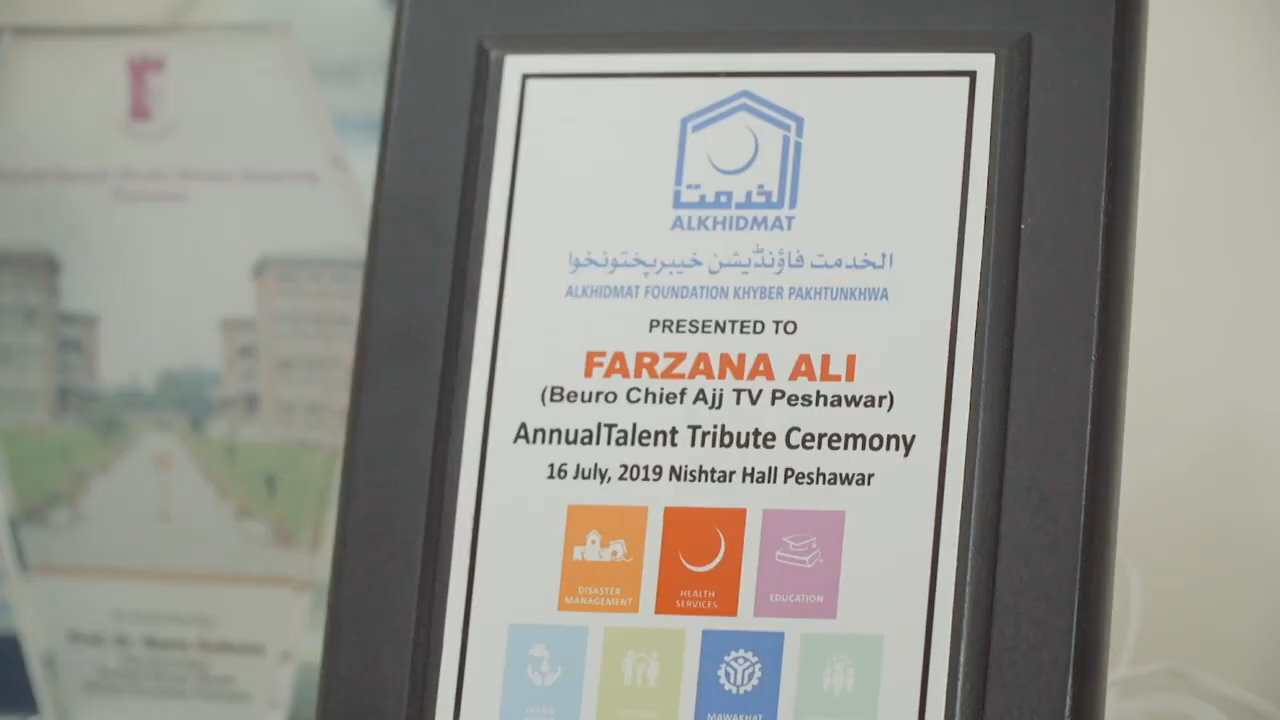 الخدمت
ALKHIDMAT
الخدمت فاؤنڈیشن خیبرپختونخوا
ALKHIDMAT FOUNDATION KHYBER PAKHTUNKHWA
PRESENTED TO
FARZANA ALI
(Beuro Chief Ajj TV Peshawar)
AnnualTalent Tribute Ceremony
16 July, 2019 Nishtar Hall Peshawar
DISASTER
MANAGEMENT
HEALTH
SERVICES
EDUCATION
MAWAKHAT